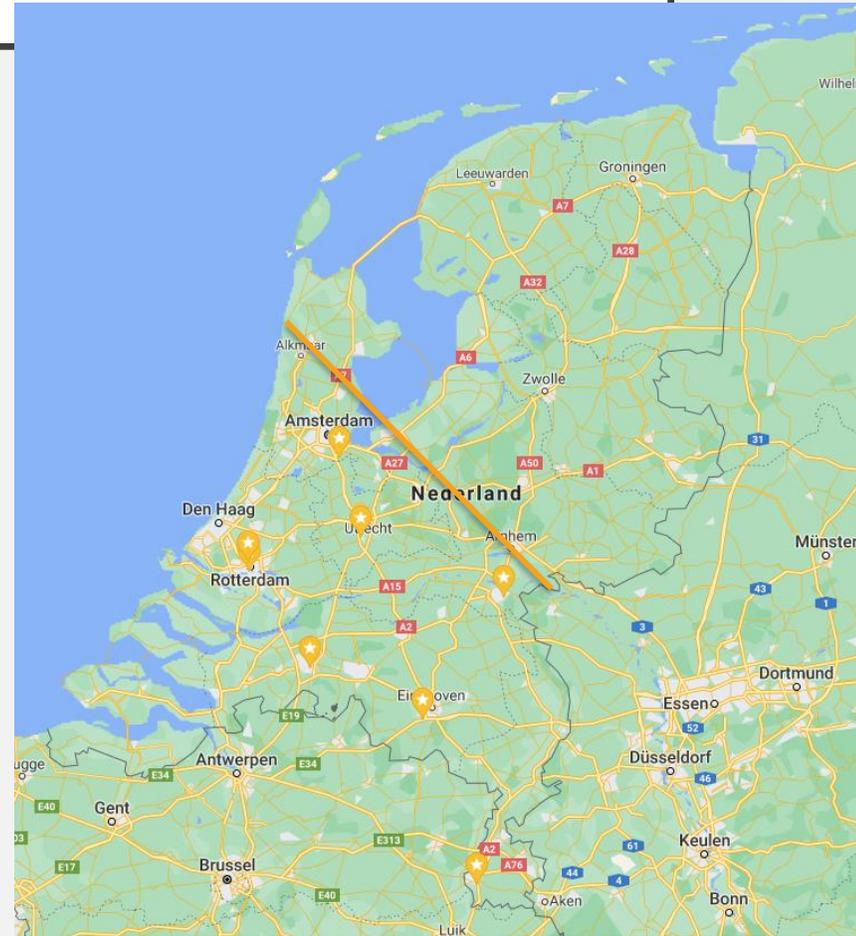 Wilhel
Leeuwarden
Groningen
A7
A28
A32
Alkmaar
A7
A6
Zwolle
Amsterdam
31
A27
A50
A1
Nederland
Den Haag
Utrecht
Arnhem
Münster
Rotterdam
A15
43
1
A2
3
Dortmund
Eindhoven
Essen
E19
52
Antwerpen
E34
Düsseldorf
ugge
E34
46
E40
Gent
03
E313
61
Keulen
A2
E17
Brussel
A76
44
4
E40
Aken
Bonn
Luik